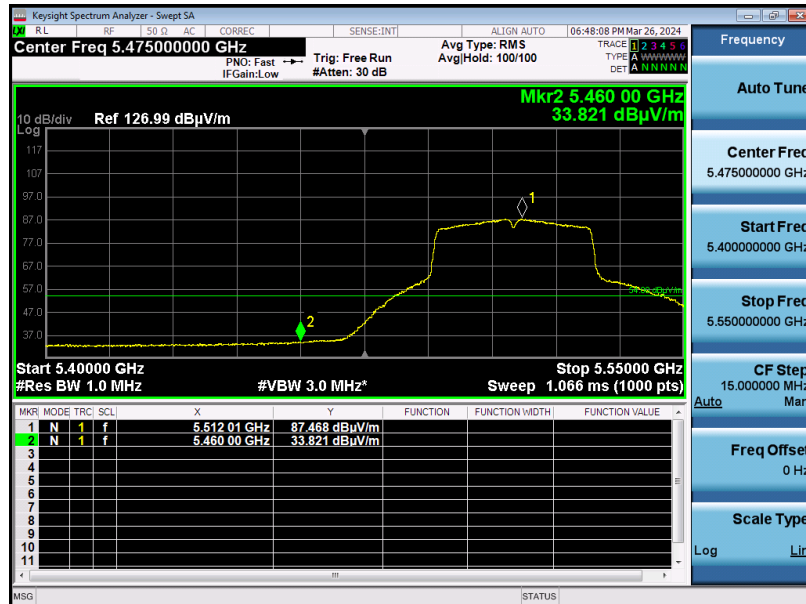 Keysight Spectrum Analyzer - Swept SA
LXI RL RF 50 Ω AC CORREC SENSE:INT ALIGN AUTO 06:48:08 PM Mar 26, 2024
Center Freq 5.475000000 GHz
PNO: Fast
IFGain:Low
Trig: Free Run
#Atten: 30 dB
Avg Type: RMS
Avg|Hold: 100/100
TRACE 1 2 3 4 5 6
TYPE A WWWWW
DET A N N N N N
Mkr2 5.460 00 GHz
33.821 dBµV/m
10 dB/div
Log
Ref 126.99 dBµV/m
117
107
97.0
87.0
77.0
67.0
57.0
47.0
37.0
1
2
Start 5.40000 GHz
Stop 5.55000 GHz
#Res BW 1.0 MHz
#VBW 3.0 MHz*
Sweep 1.066 ms (1000 pts)
MKR MODE TRC SCL X Y FUNCTION FUNCTION WIDTH FUNCTION VALUE
1 N 1 f 5.512 01 GHz 87.468 dBµV/m
2 N 1 f 5.460 00 GHz 33.821 dBµV/m
3
4
5
6
7
8
9
10
11
MSG
STATUS
Frequency
Auto Tune
Center Freq
5.475000000 GHz
Start Freq
5.400000000 GHz
Stop Freq
5.550000000 GHz
CF Step
15.000000 MHz
Auto Man
Freq Offset
0 Hz
Scale Type
Log Lin